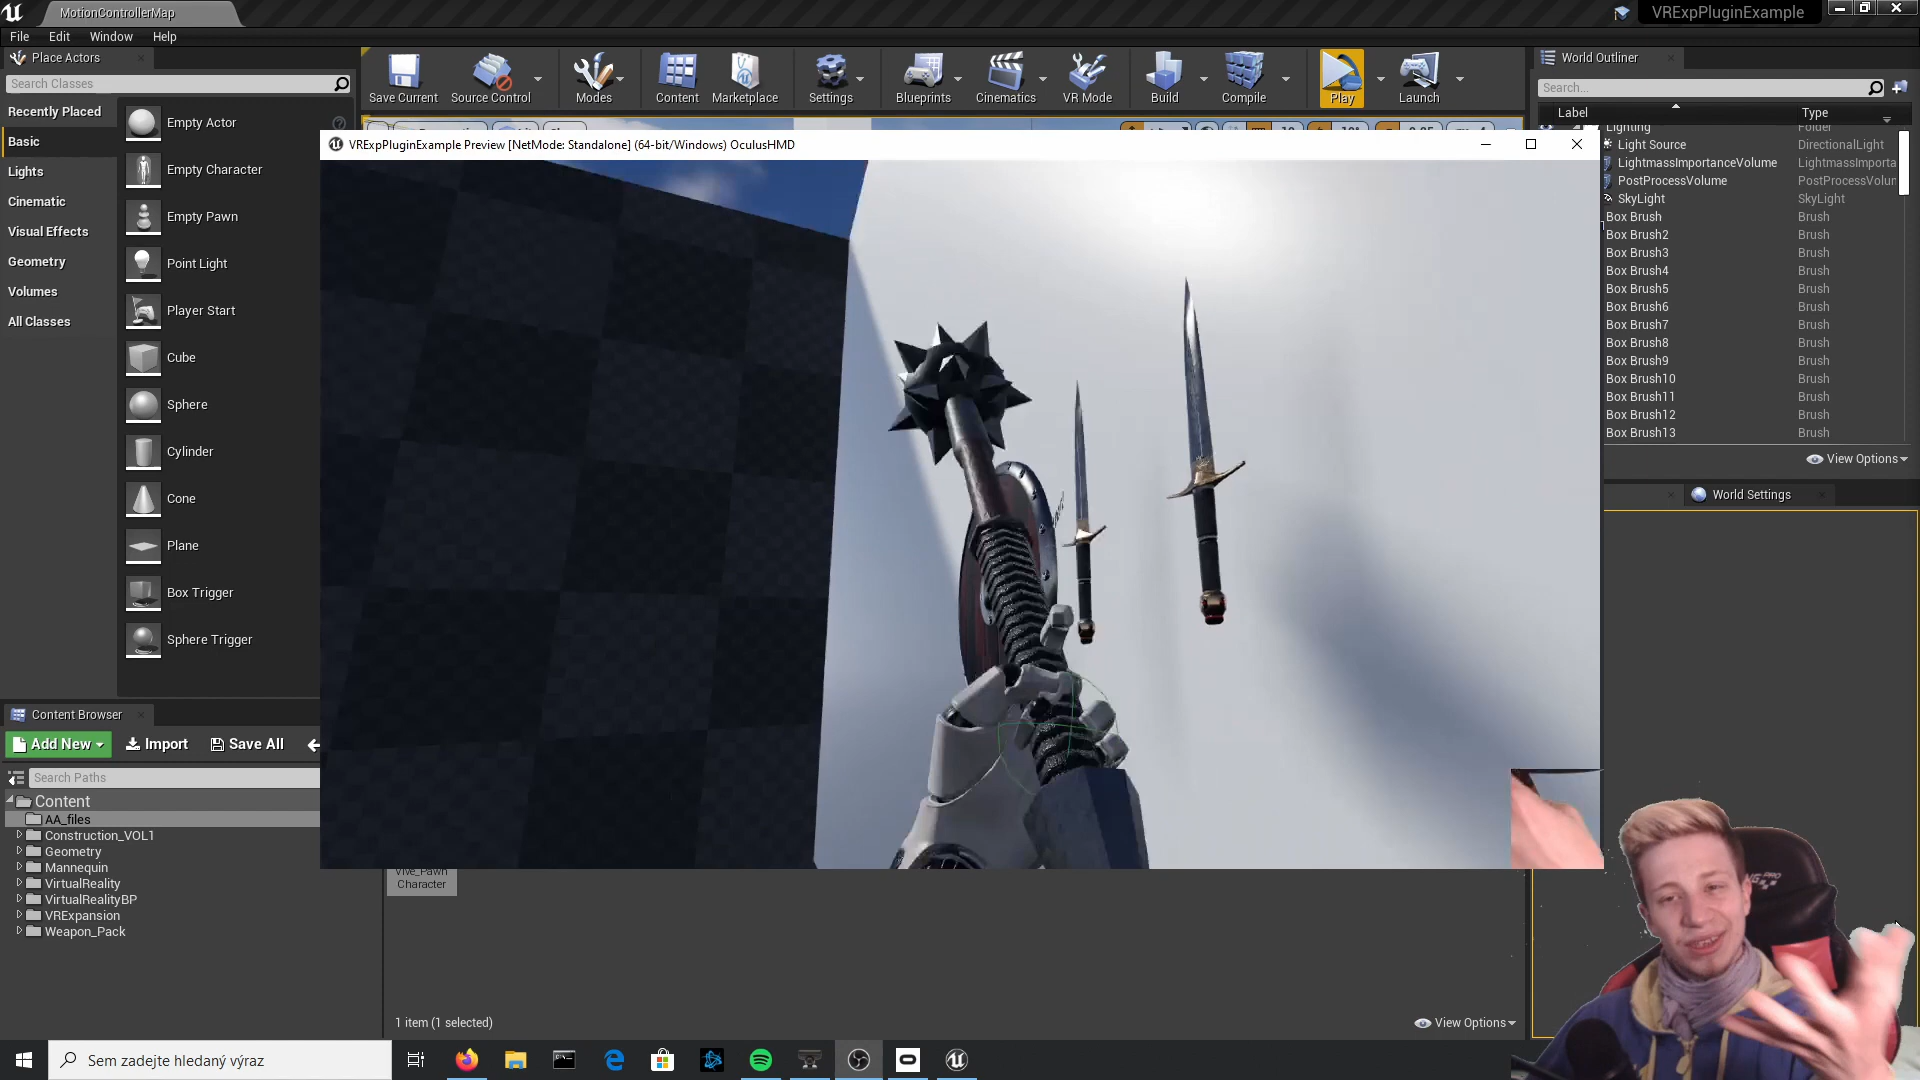 MotionControllerMap
VRExpPluginExample
File Edit Window Help
Place Actors
Search Classes
Recently Placed
Basic
Lights
Cinematic
Visual Effects
Geometry
Volumes
All Classes
Empty Actor
Empty Character
Empty Pawn
Point Light
Player Start
Cube
Sphere
Cylinder
Cone
Plane
Box Trigger
Sphere Trigger
Save Current
Source Control
Modes
Content
Marketplace
Settings
Blueprints
Cinematics
VR Mode
Build
Compile
Play
Launch
VRExpPluginExample Preview [NetMode: Standalone] (64-bit/Windows) OculusHMD
World Outliner
Search...
Label Type
Lighting Folder
Light Source DirectionalLight
LightmassImportanceVolume LightmassImporta
PostProcessVolume PostProcessVolum
SkyLight SkyLight
Box Brush Brush
Box Brush2 Brush
Box Brush3 Brush
Box Brush4 Brush
Box Brush5 Brush
Box Brush6 Brush
Box Brush7 Brush
Box Brush8 Brush
Box Brush9 Brush
Box Brush10 Brush
Box Brush11 Brush
Box Brush12 Brush
Box Brush13 Brush
View Options
World Settings
Content Browser
Add New Import Save All
Search Paths
Content
AA_files
Construction_VOL1
Geometry
Mannequin
VirtualReality
VirtualRealityBP
VRExpansion
Weapon_Pack
Vive_Pawn
Character
1 item (1 selected)
View Options
Sem zadejte hledaný výraz